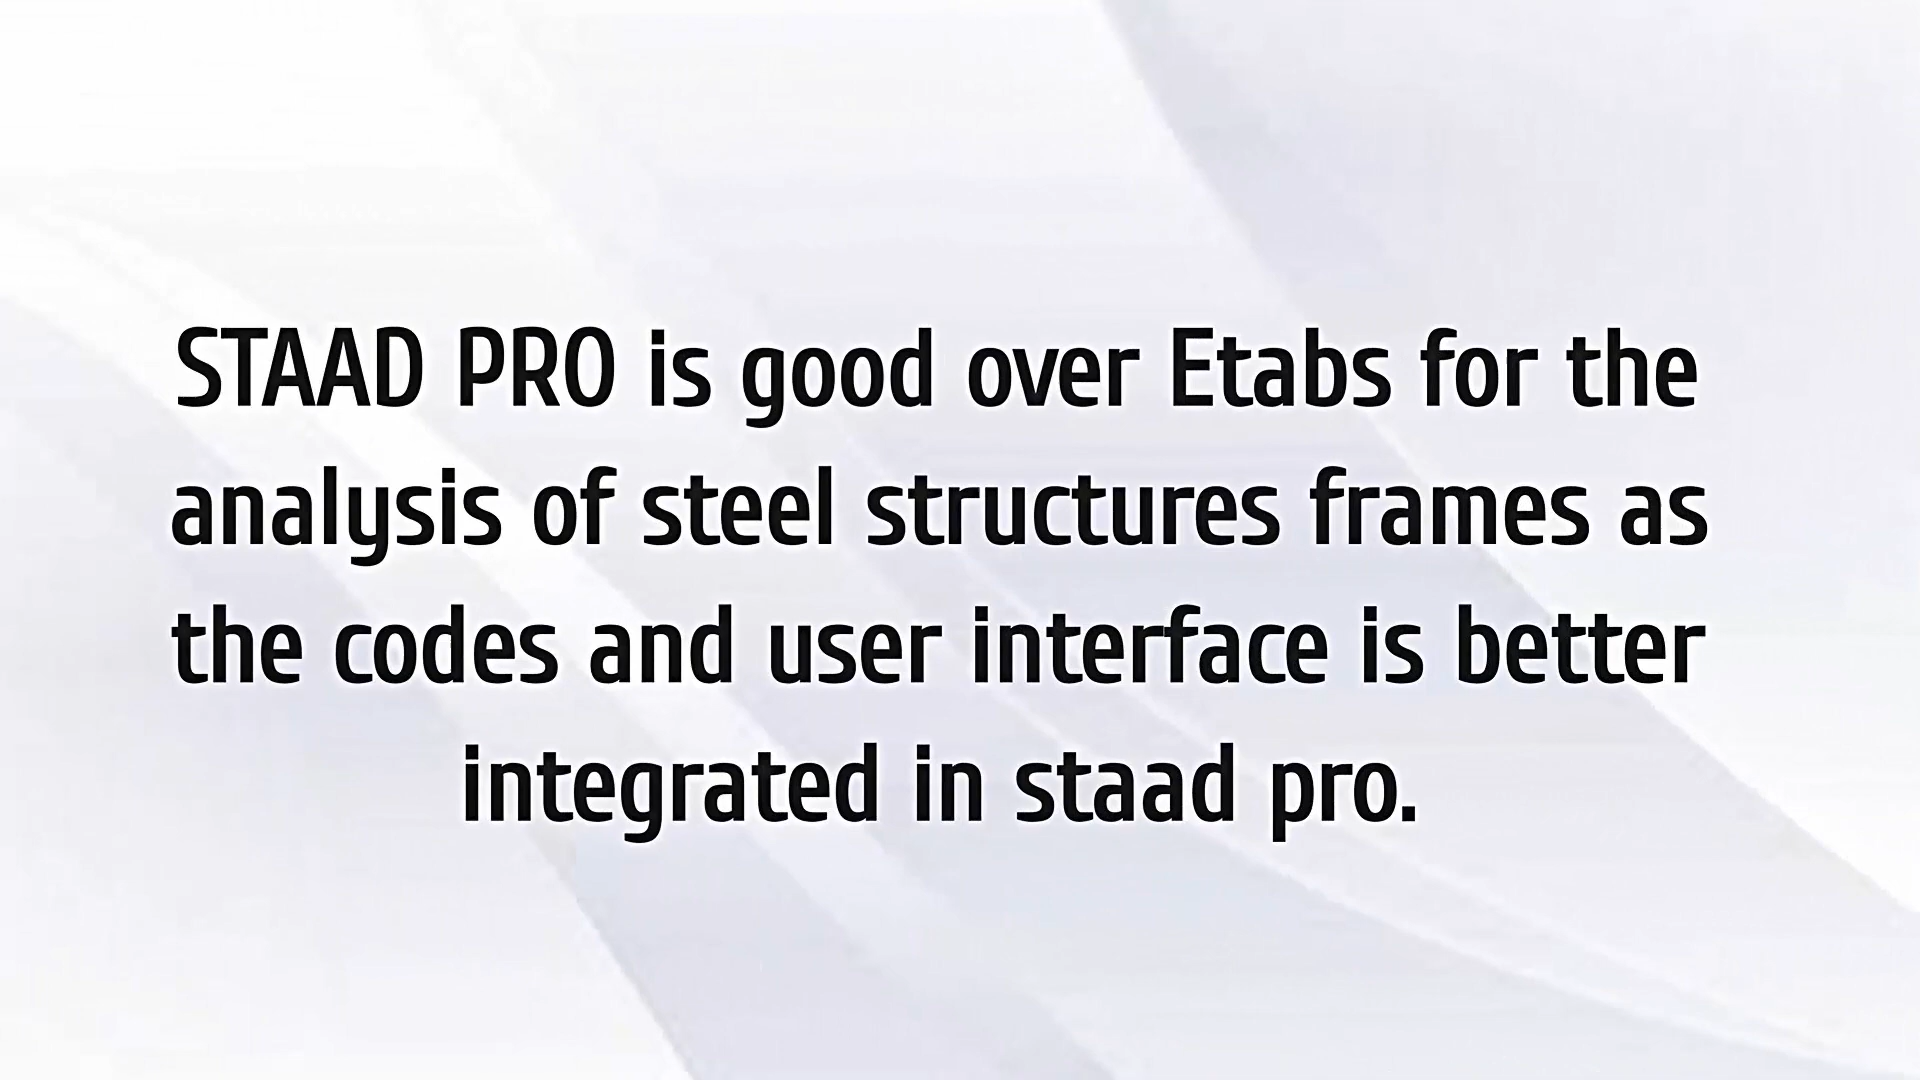 STAAD PRO is good over Etabs for the
analysis of steel structures frames as
the codes and user interface is better
integrated in staad pro.